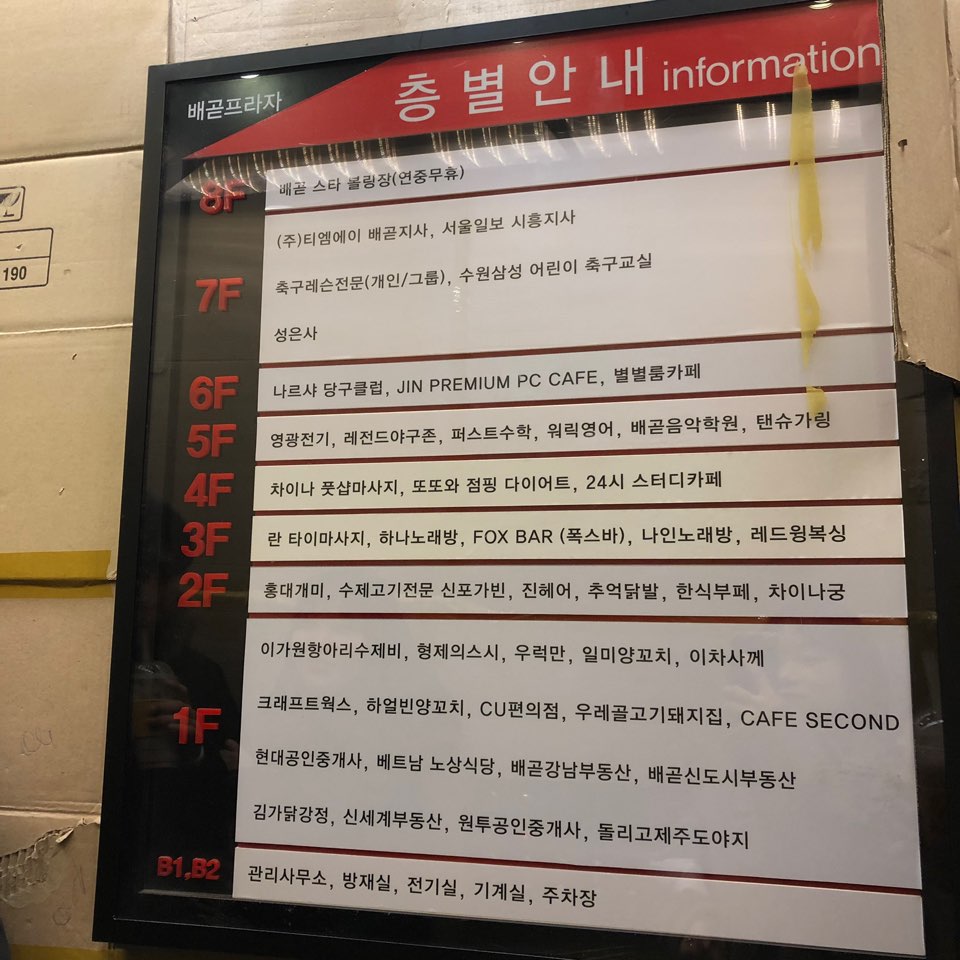 배곧프라자
층별안내 information
8F 배곧 스타 볼링장(연중무휴)
(주)티엠에이 배곧지사, 서울일보 시흥지사
7F 축구레슨전문(개인/그룹), 수원삼성 어린이 축구교실
성은사
6F 나르샤 당구클럽, JIN PREMIUM PC CAFE, 별별룸카페
5F 영광전기, 레전드야구존, 퍼스트수학, 워릭영어, 배곧음악학원, 탠슈가링
4F 차이나 풋샵마사지, 또또와 점핑 다이어트, 24시 스터디카페
3F 란 타이마사지, 하나노래방, FOX BAR (폭스바), 나인노래방, 레드윙복싱
2F 홍대개미, 수제고기전문 신포가빈, 진헤어, 추억닭발, 한식부페, 차이나궁
이가원항아리수제비, 형제의스시, 우럭만, 일미양꼬치, 이차사께
1F 크래프트웍스, 하얼빈양꼬치, CU편의점, 우레골고기돼지집, CAFE SECOND
현대공인중개사, 베트남 노상식당, 배곧강남부동산, 배곧신도시부동산
김가닭강정, 신세계부동산, 원투공인중개사, 돌리고제주도야지
B1,B2 관리사무소, 방재실, 전기실, 기계실, 주차장
190